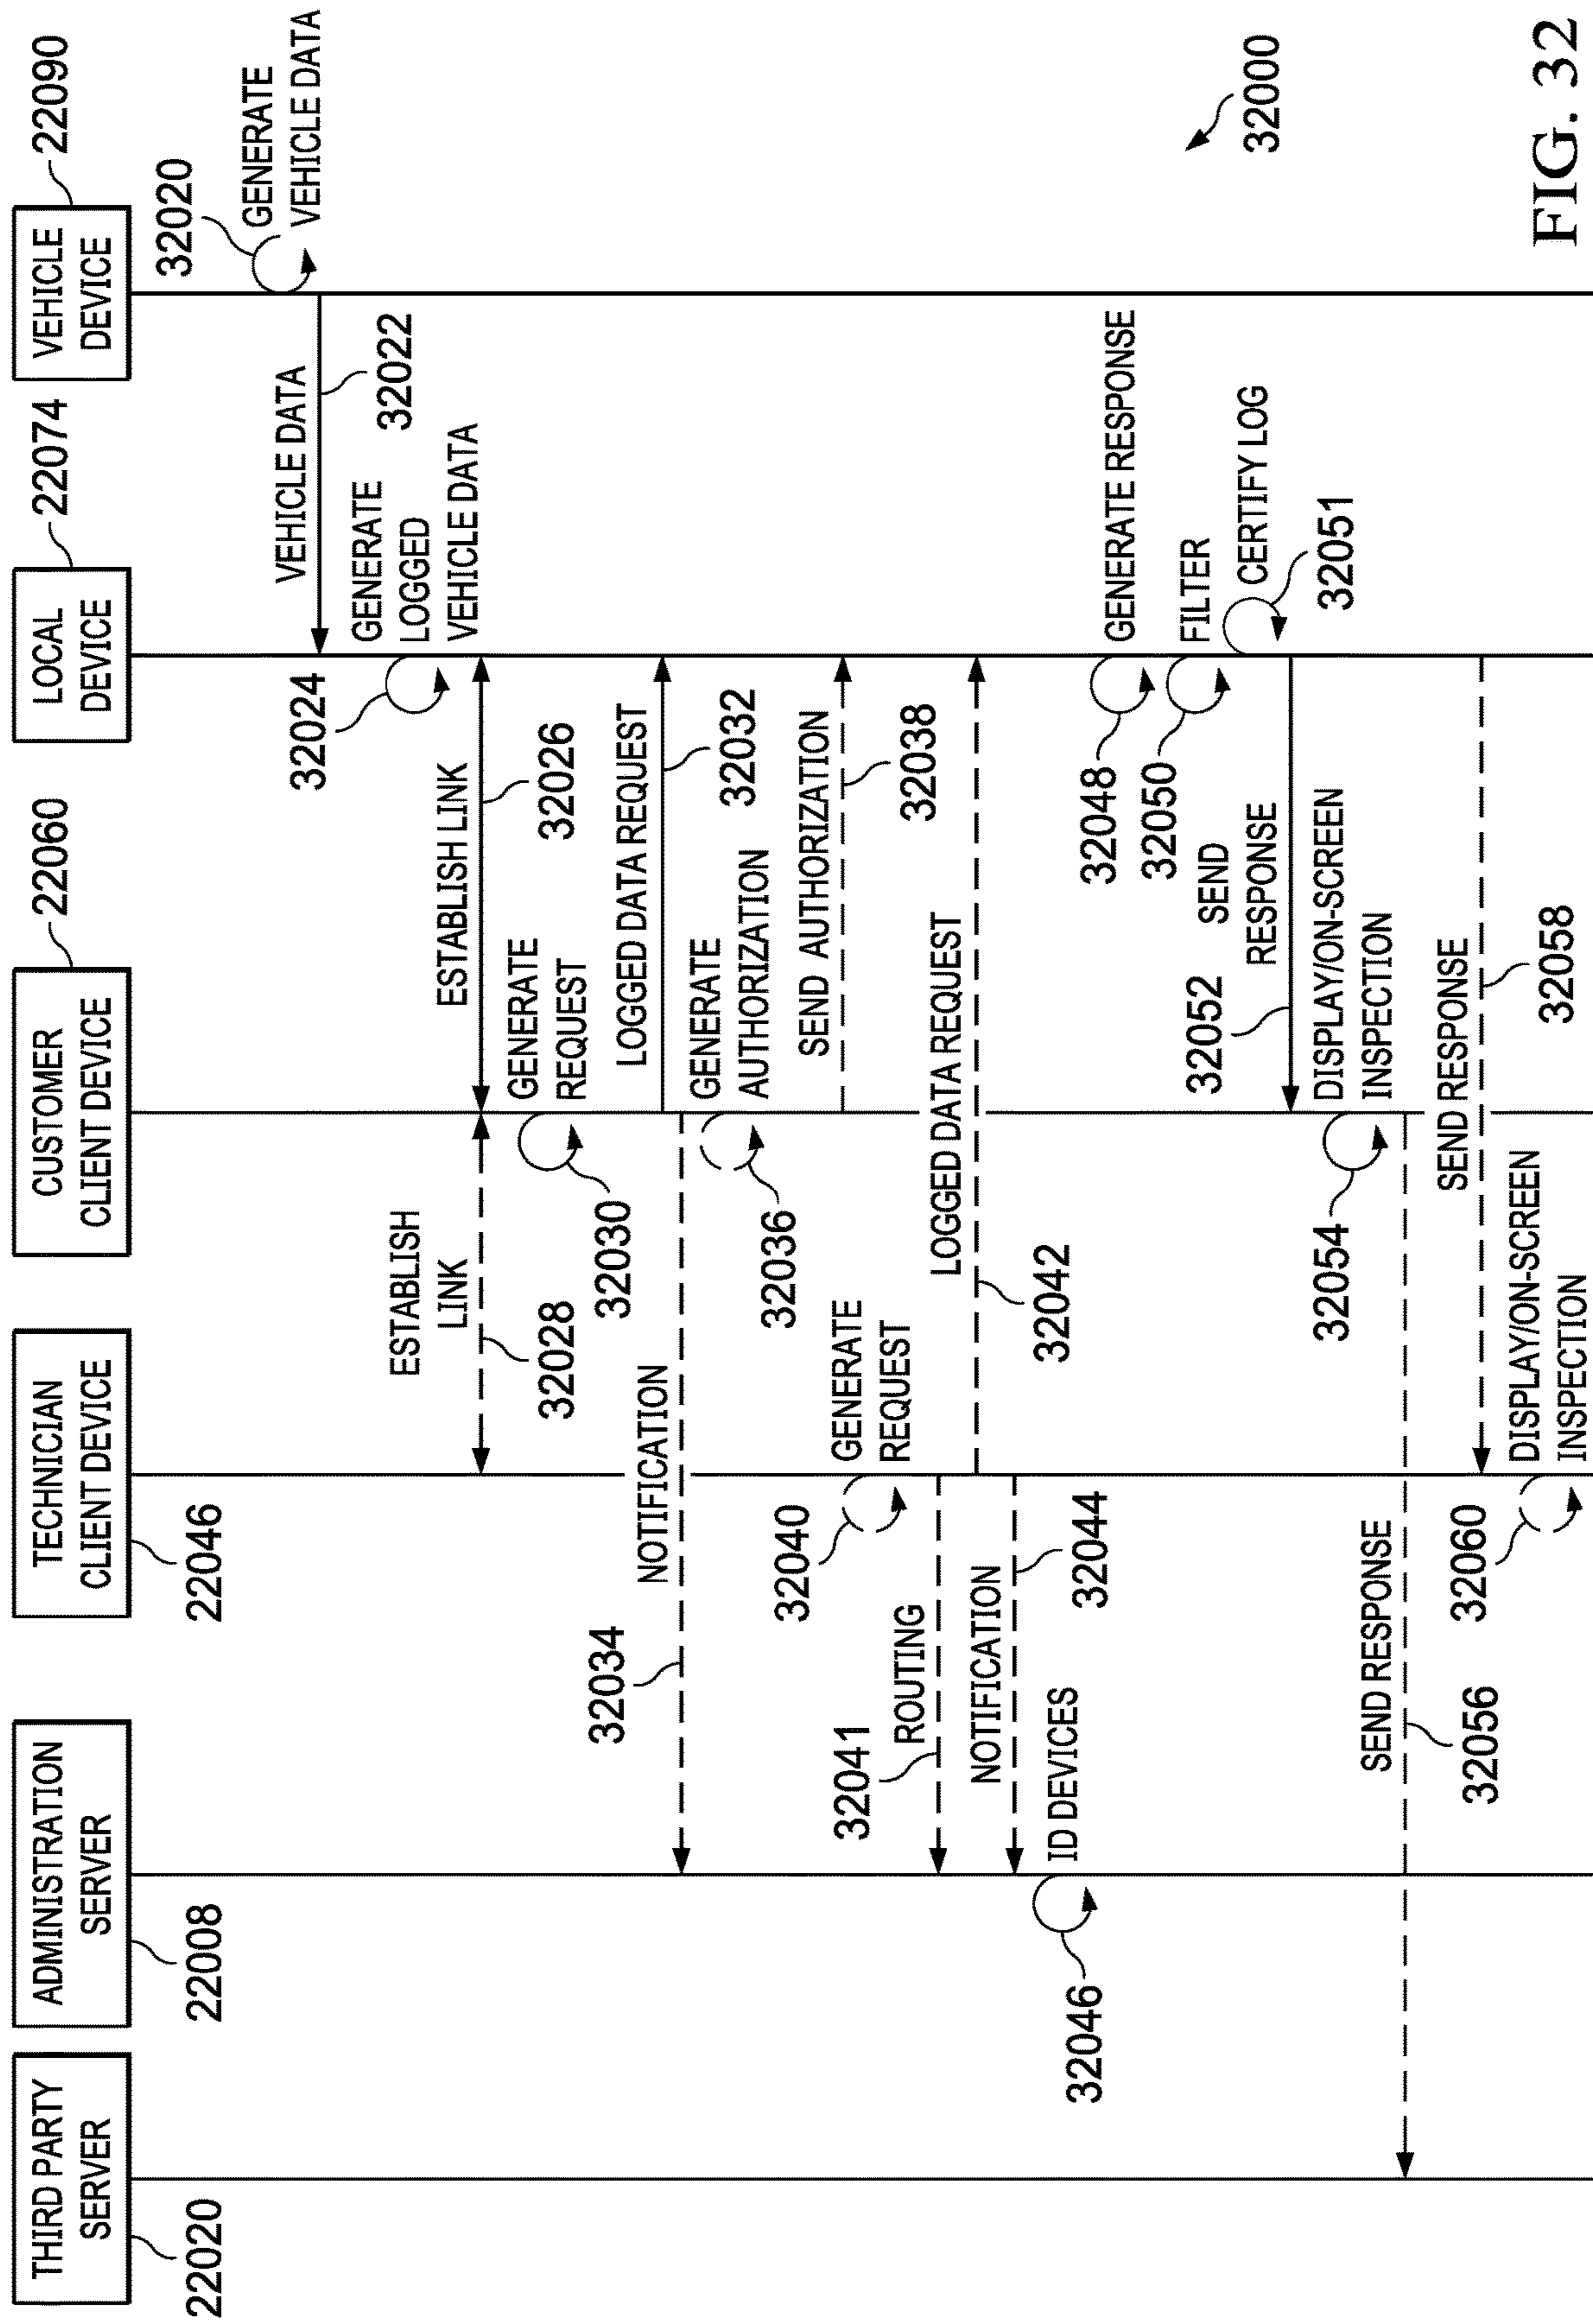 THIRD PARTY
SERVER
22020
ADMINISTRATION
SERVER
22008
TECHNICIAN
CLIENT DEVICE
22046
CUSTOMER
CLIENT DEVICE
22060
LOCAL
DEVICE
22074
VEHICLE
DEVICE
22090
32020
GENERATE
VEHICLE DATA
VEHICLE DATA
32022
32024
GENERATE
LOGGED
VEHICLE DATA
ESTABLISH LINK
32026
ESTABLISH
LINK
32028
GENERATE
REQUEST
32030
LOGGED DATA REQUEST
32032
NOTIFICATION
32034
GENERATE
AUTHORIZATION
32036
SEND AUTHORIZATION
32038
GENERATE
REQUEST
32040
ROUTING
32041
LOGGED DATA REQUEST
32042
NOTIFICATION
32044
ID DEVICES
32046
GENERATE RESPONSE
32048
FILTER
32050
CERTIFY LOG
32051
SEND
RESPONSE
32052
DISPLAY/ON-SCREEN
INSPECTION
32054
SEND RESPONSE
32056
SEND RESPONSE
32058
DISPLAY/ON-SCREEN
INSPECTION
32060
32000
FIG. 32